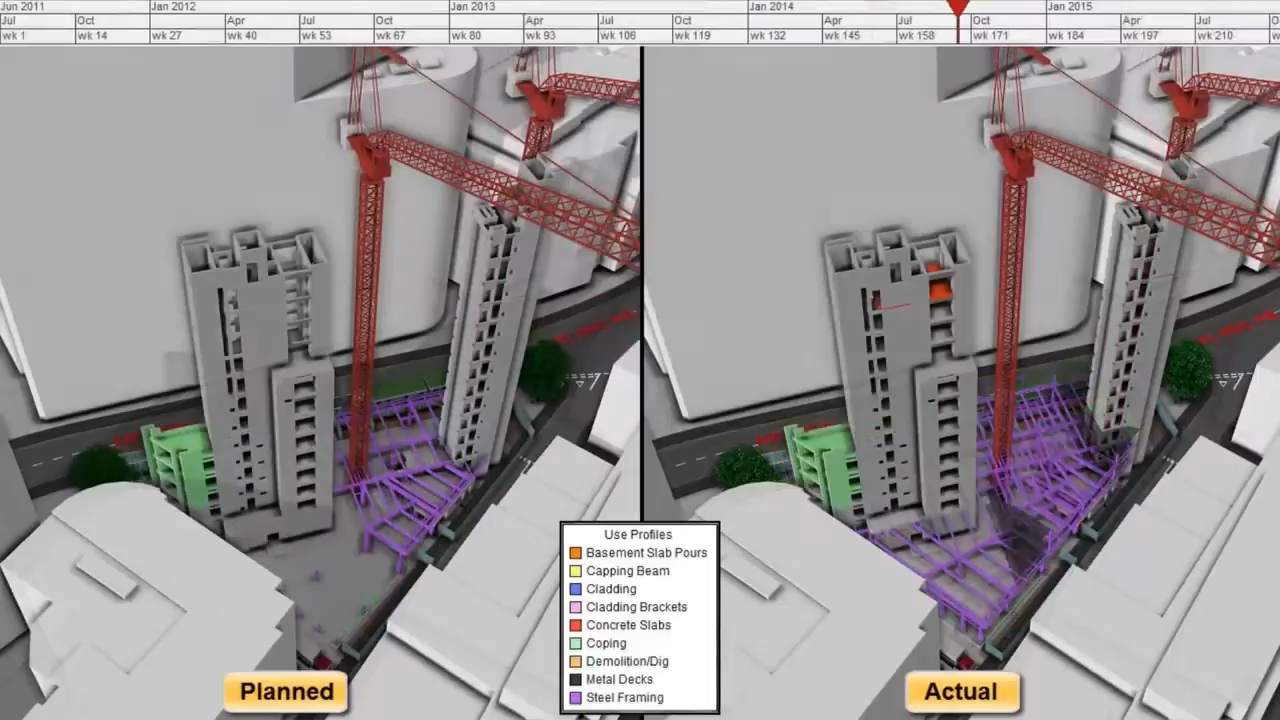 Jun 2011 Jan 2012 Jan 2013 Jan 2014 Jan 2015
Jul Oct Apr Jul Oct Apr Jul Oct Apr Jul Oct Apr Jul
wk 1 wk 14 wk 27 wk 40 wk 53 wk 67 wk 80 wk 93 wk 106 wk 119 wk 132 wk 145 wk 158 wk 171 wk 184 wk 197 wk 210
Use Profiles
Basement Slab Pours
Capping Beam
Cladding
Cladding Brackets
Concrete Slabs
Coping
Demolition/Dig
Metal Decks
Steel Framing
Planned
Actual